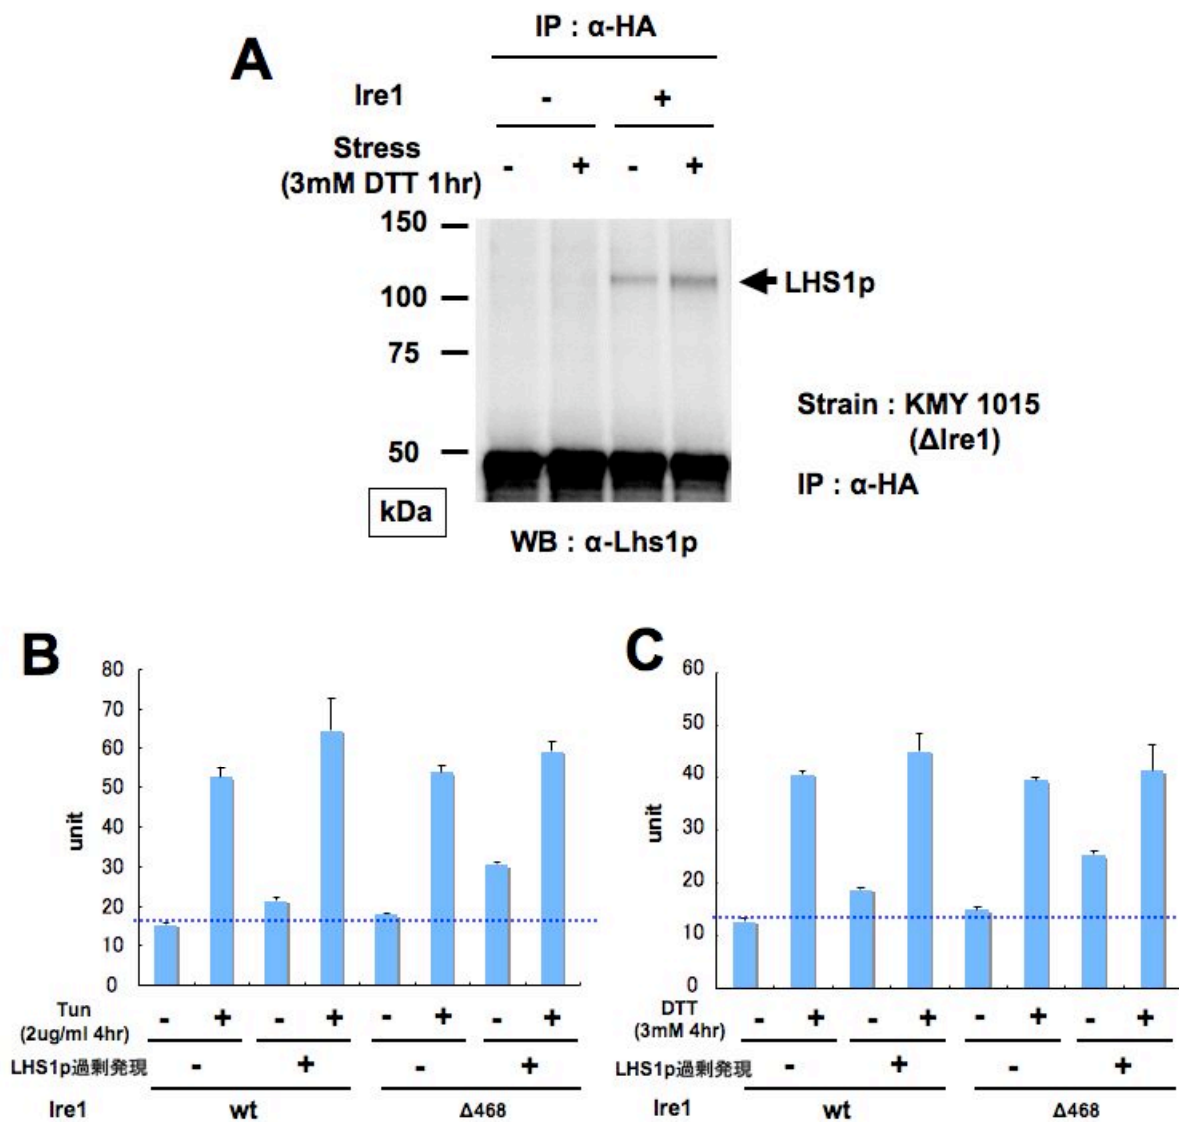 A
IP : α-HA
Ire1
- +
Stress
(3mM DTT 1hr)
- + - +
150
100
75
50
kDa
LHS1p
Strain : KMY 1015
(ΔIre1)
IP : α-HA
WB : α-Lhs1p
B
80
70
60
50
40
30
20
10
0
unit
Tun
(2ug/ml 4hr)
- + - + - + - +
LHS1p過剰発現
- + - +
Ire1
wt Δ468
C
60
50
40
30
20
10
0
unit
DTT
(3mM 4hr)
- + - + - + - +
LHS1p過剰発現
- + - +
Ire1
wt Δ468